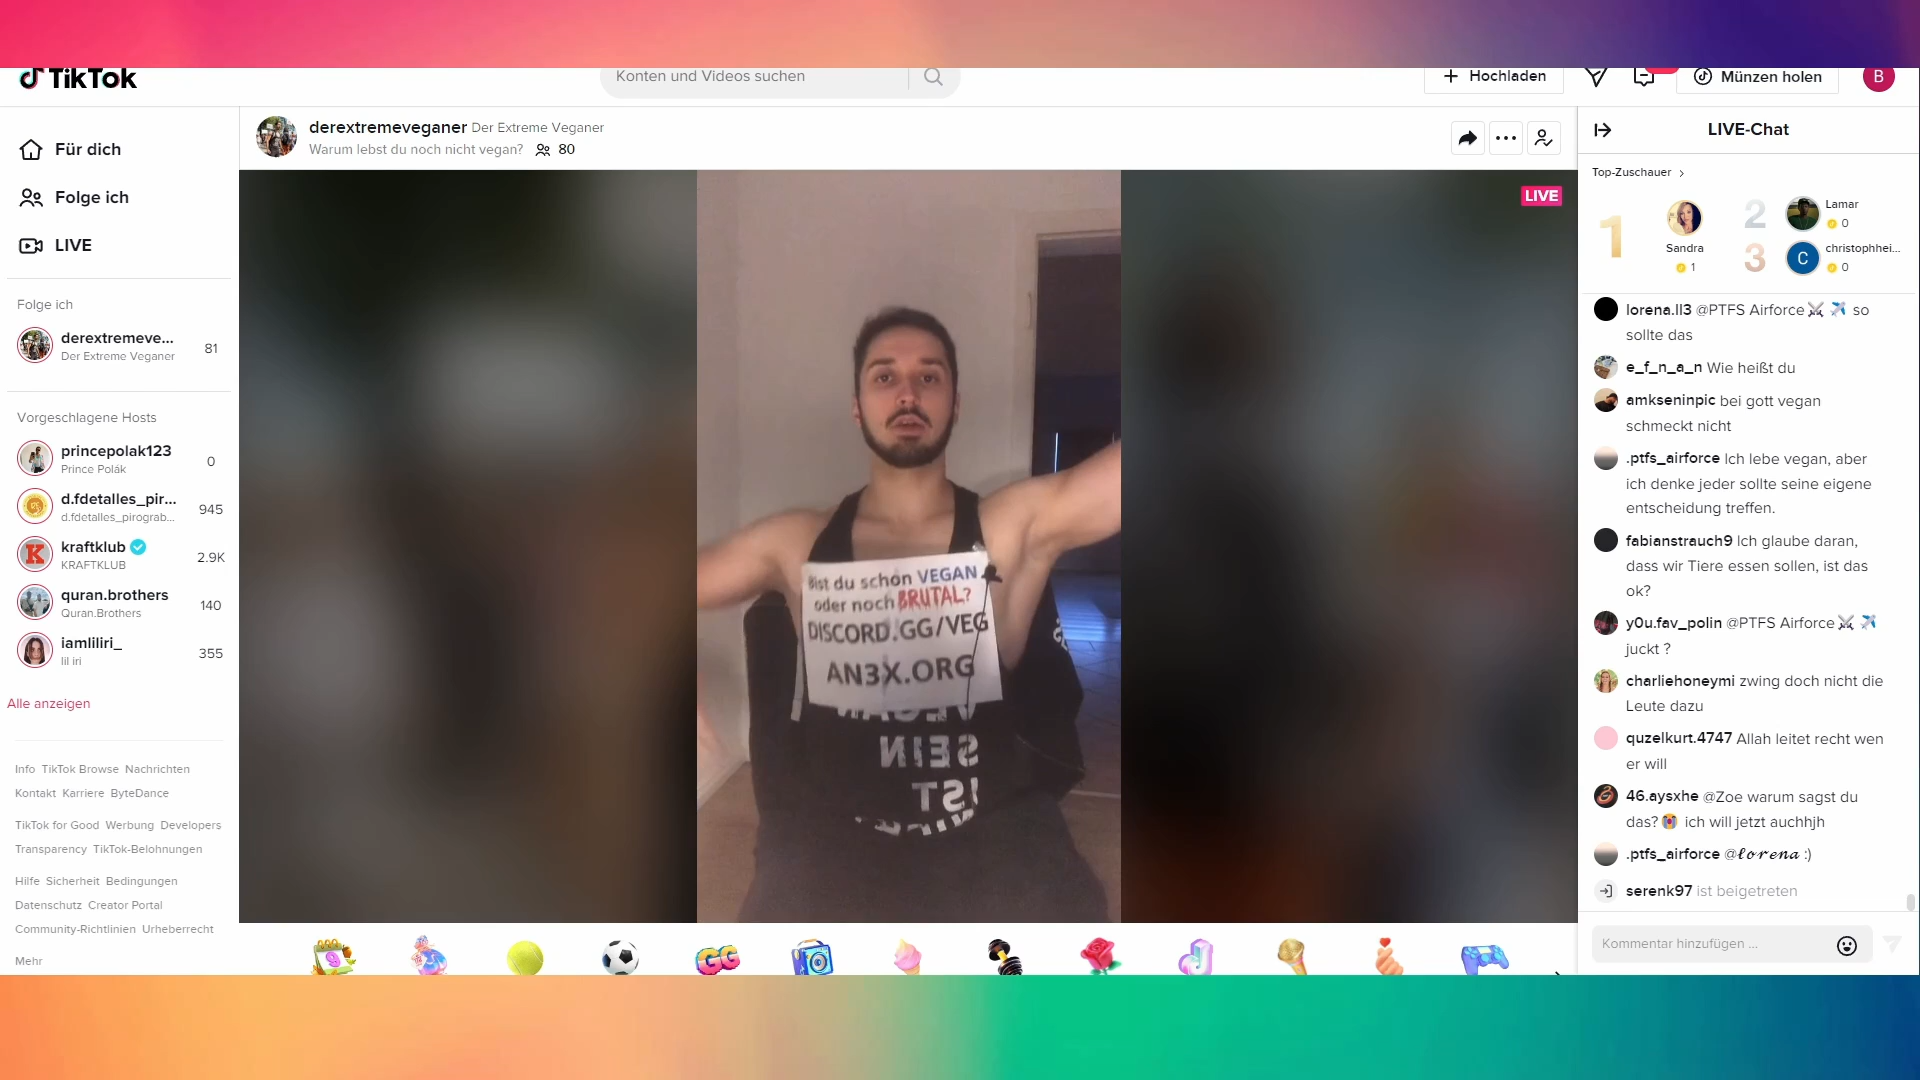 TikTok
Konten und Videos suchen
Hochladen
Münzen holen
B
Für dich
Folge ich
LIVE
Folge ich
derextremeve...
Der Extreme Veganer
81
Vorgeschlagene Hosts
princepolak123
Prince Polák
0
d.fdetalles_pir...
d.fdetalles_pirograb...
945
kraftklub
KRAFTKLUB
2.9K
quran.brothers
Quran.Brothers
140
iamliliri_
lil iri
355
Alle anzeigen
Info TikTok Browse Nachrichten
Kontakt Karriere ByteDance
TikTok for Good Werbung Developers
Transparency TikTok-Belohnungen
Hilfe Sicherheit Bedingungen
Datenschutz Creator Portal
Community-Richtlinien Urheberrecht
Mehr
derextremeveganer Der Extreme Veganer
Warum lebst du noch nicht vegan? 80
LIVE
Bist du schon VEGAN
oder noch BRUTAL?
DISCORD.GG/VEG
AN3X.ORG
VEGAN
SEIN
IST
GG
LIVE-Chat
Top-Zuschauer
1
Sandra
1
2
Lamar
0
3
C
christophhei...
0
lorena.ll3 @PTFS Airforce⚔️ ✈️ so
sollte das
e_f_n_a_n Wie heißt du
amkseninpic bei gott vegan
schmeckt nicht
.ptfs_airforce Ich lebe vegan, aber
ich denke jeder sollte seine eigene
entscheidung treffen.
fabianstrauch9 Ich glaube daran,
dass wir Tiere essen sollen, ist das
ok?
y0u.fav_polin @PTFS Airforce⚔️ ✈️
juckt ?
charliehoneymi zwing doch nicht die
Leute dazu
quzelkurt.4747 Allah leitet recht wen
er will
46.aysxhe @Zoe warum sagst du
das?😭 ich will jetzt auchhjh
.ptfs_airforce @𝓵𝓸𝓻𝓮𝓷𝓪 :)
serenk97 ist beigetreten
Kommentar hinzufügen ...